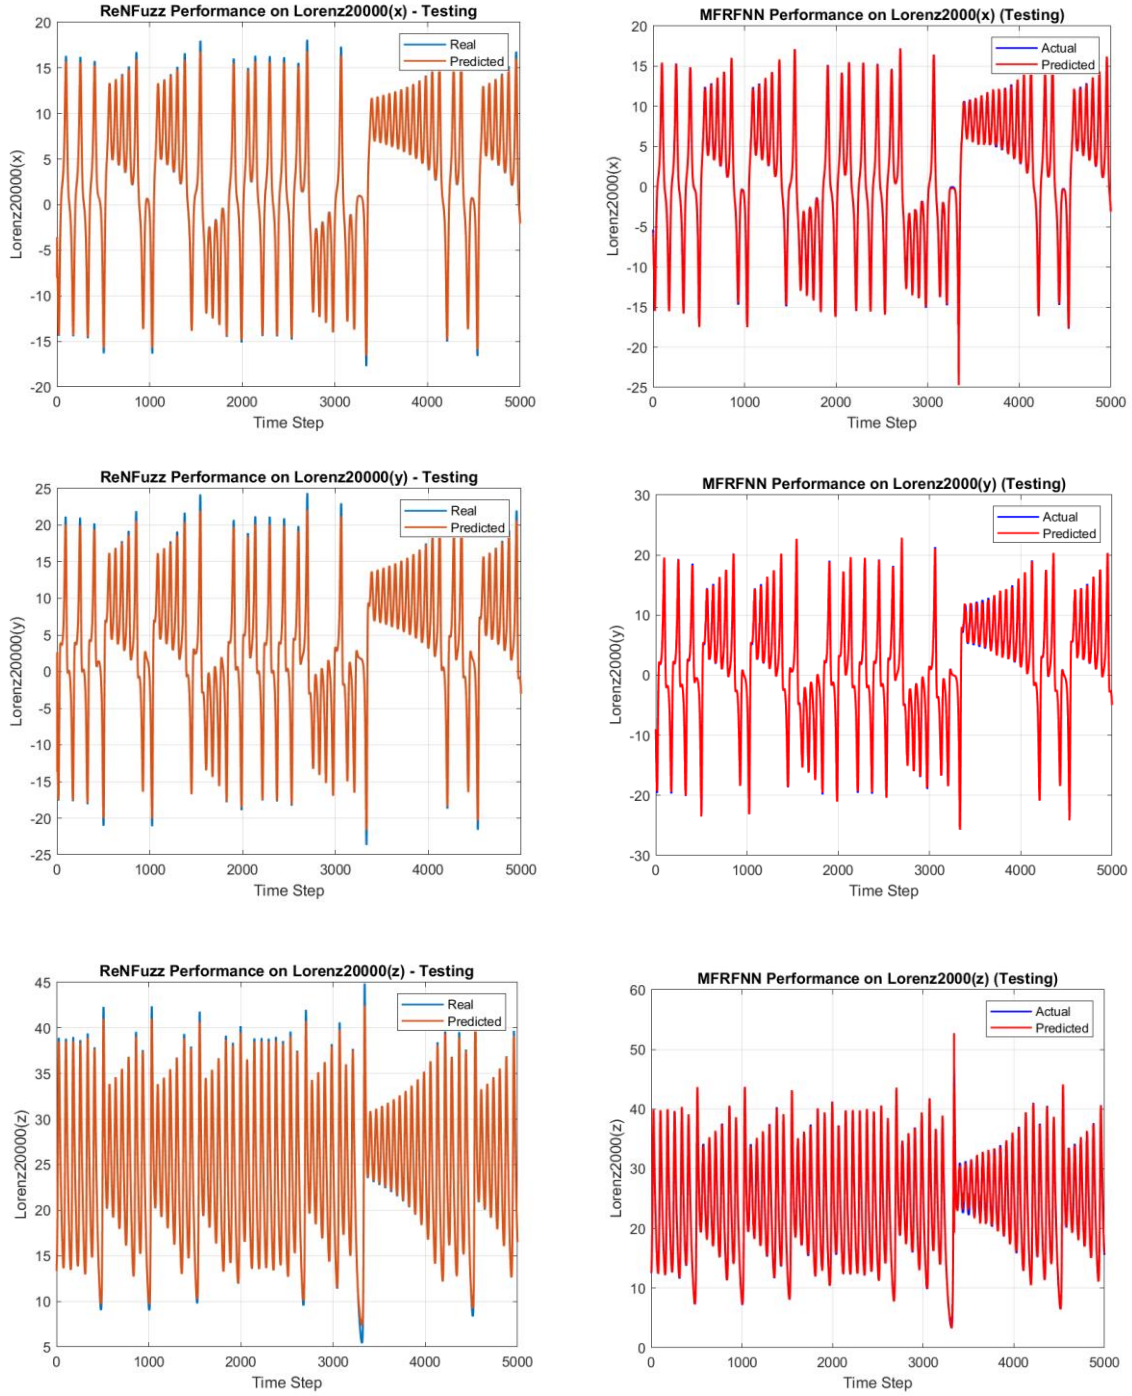 ReNFuzz Performance on Lorenz20000(x) - Testing
20
15
10
5
0
-5
-10
-15
-20
Lorenz20000(x)
Real
Predicted
0 1000 2000 3000 4000 5000
Time Step
MFRFNN Performance on Lorenz2000(x) (Testing)
20
15
10
5
0
-5
-10
-15
-20
-25
Lorenz2000(x)
Actual
Predicted
0 1000 2000 3000 4000 5000
Time Step
ReNFuzz Performance on Lorenz20000(y) - Testing
25
20
15
10
5
0
-5
-10
-15
-20
-25
Lorenz20000(y)
Real
Predicted
0 1000 2000 3000 4000 5000
Time Step
MFRFNN Performance on Lorenz2000(y) (Testing)
30
20
10
0
-10
-20
-30
Lorenz2000(y)
Actual
Predicted
0 1000 2000 3000 4000 5000
Time Step
ReNFuzz Performance on Lorenz20000(z) - Testing
45
40
35
30
25
20
15
10
5
Lorenz20000(z)
Real
Predicted
0 1000 2000 3000 4000 5000
Time Step
MFRFNN Performance on Lorenz2000(z) (Testing)
60
50
40
30
20
10
0
Lorenz2000(z)
Actual
Predicted
0 1000 2000 3000 4000 5000
Time Step